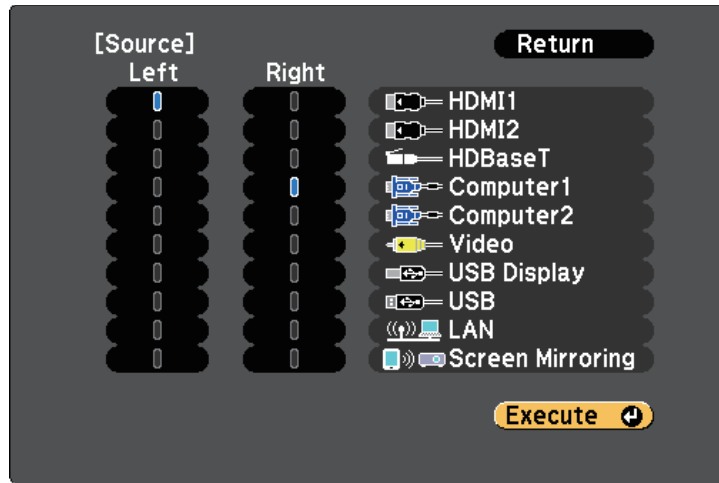 [Source]
Return
Left Right
HDMI1
HDMI2
HDBaseT
Computer1
Computer2
Video
USB Display
USB
LAN
Screen Mirroring
Execute